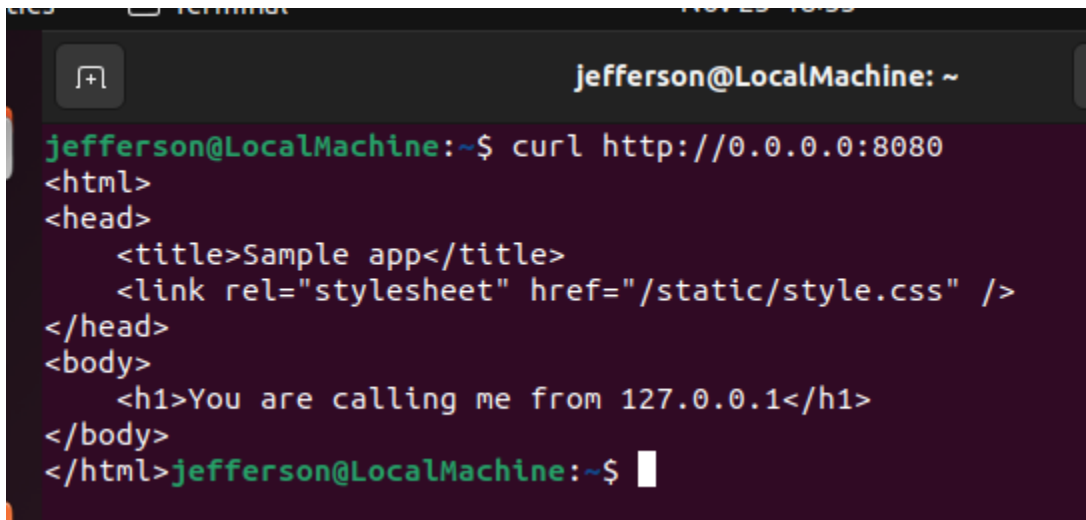 jefferson@LocalMachine: ~
jefferson@LocalMachine:~$ curl http://0.0.0.0:8080
<html>
<head>
    <title>Sample app</title>
    <link rel="stylesheet" href="/static/style.css" />
</head>
<body>
    <h1>You are calling me from 127.0.0.1</h1>
</body>
</html>jefferson@LocalMachine:~$